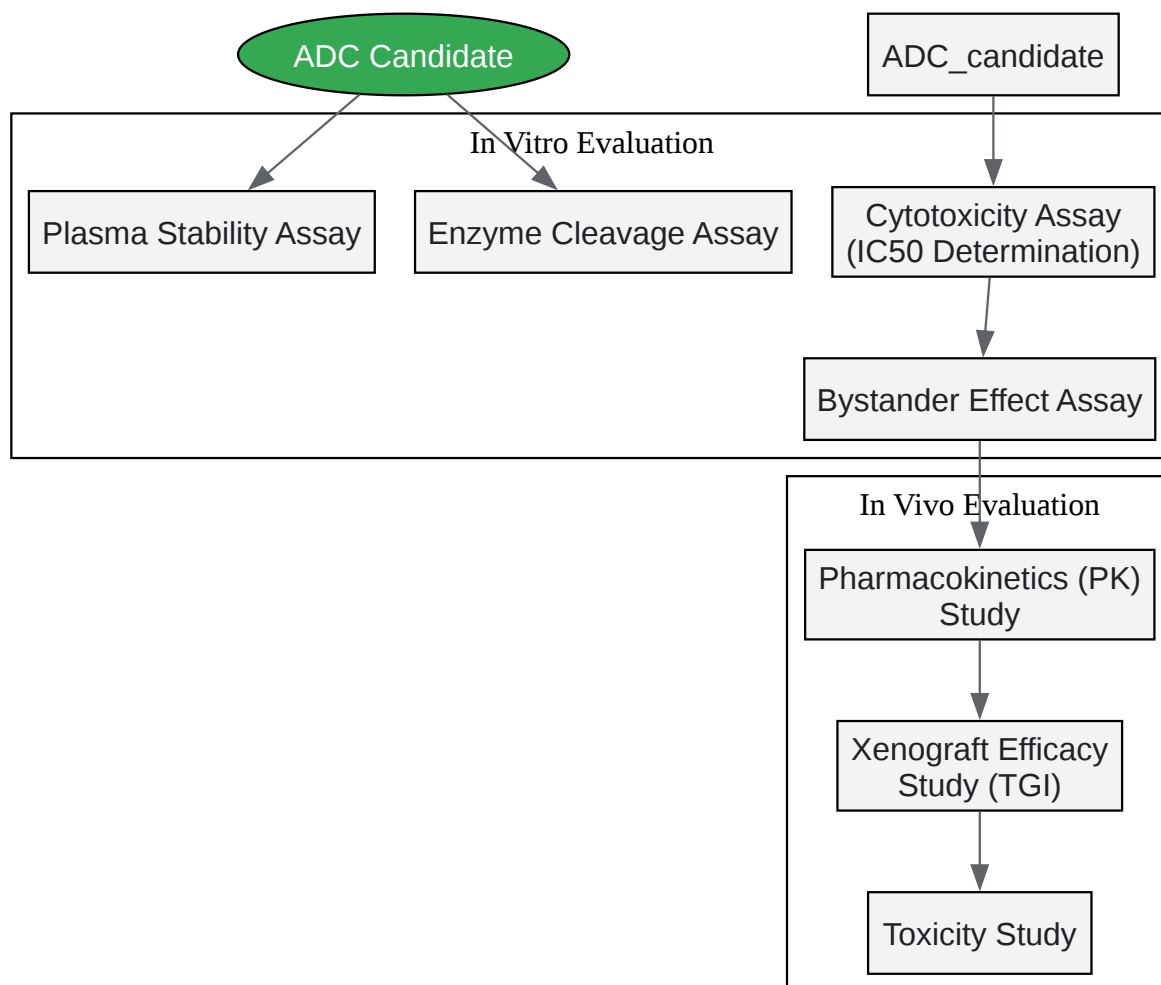 ADC Candidate
ADC_candidate
In Vitro Evaluation
Plasma Stability Assay
Enzyme Cleavage Assay
Cytotoxicity Assay
(IC50 Determination)
Bystander Effect Assay
In Vivo Evaluation
Pharmacokinetics (PK)
Study
Xenograft Efficacy
Study (TGI)
Toxicity Study